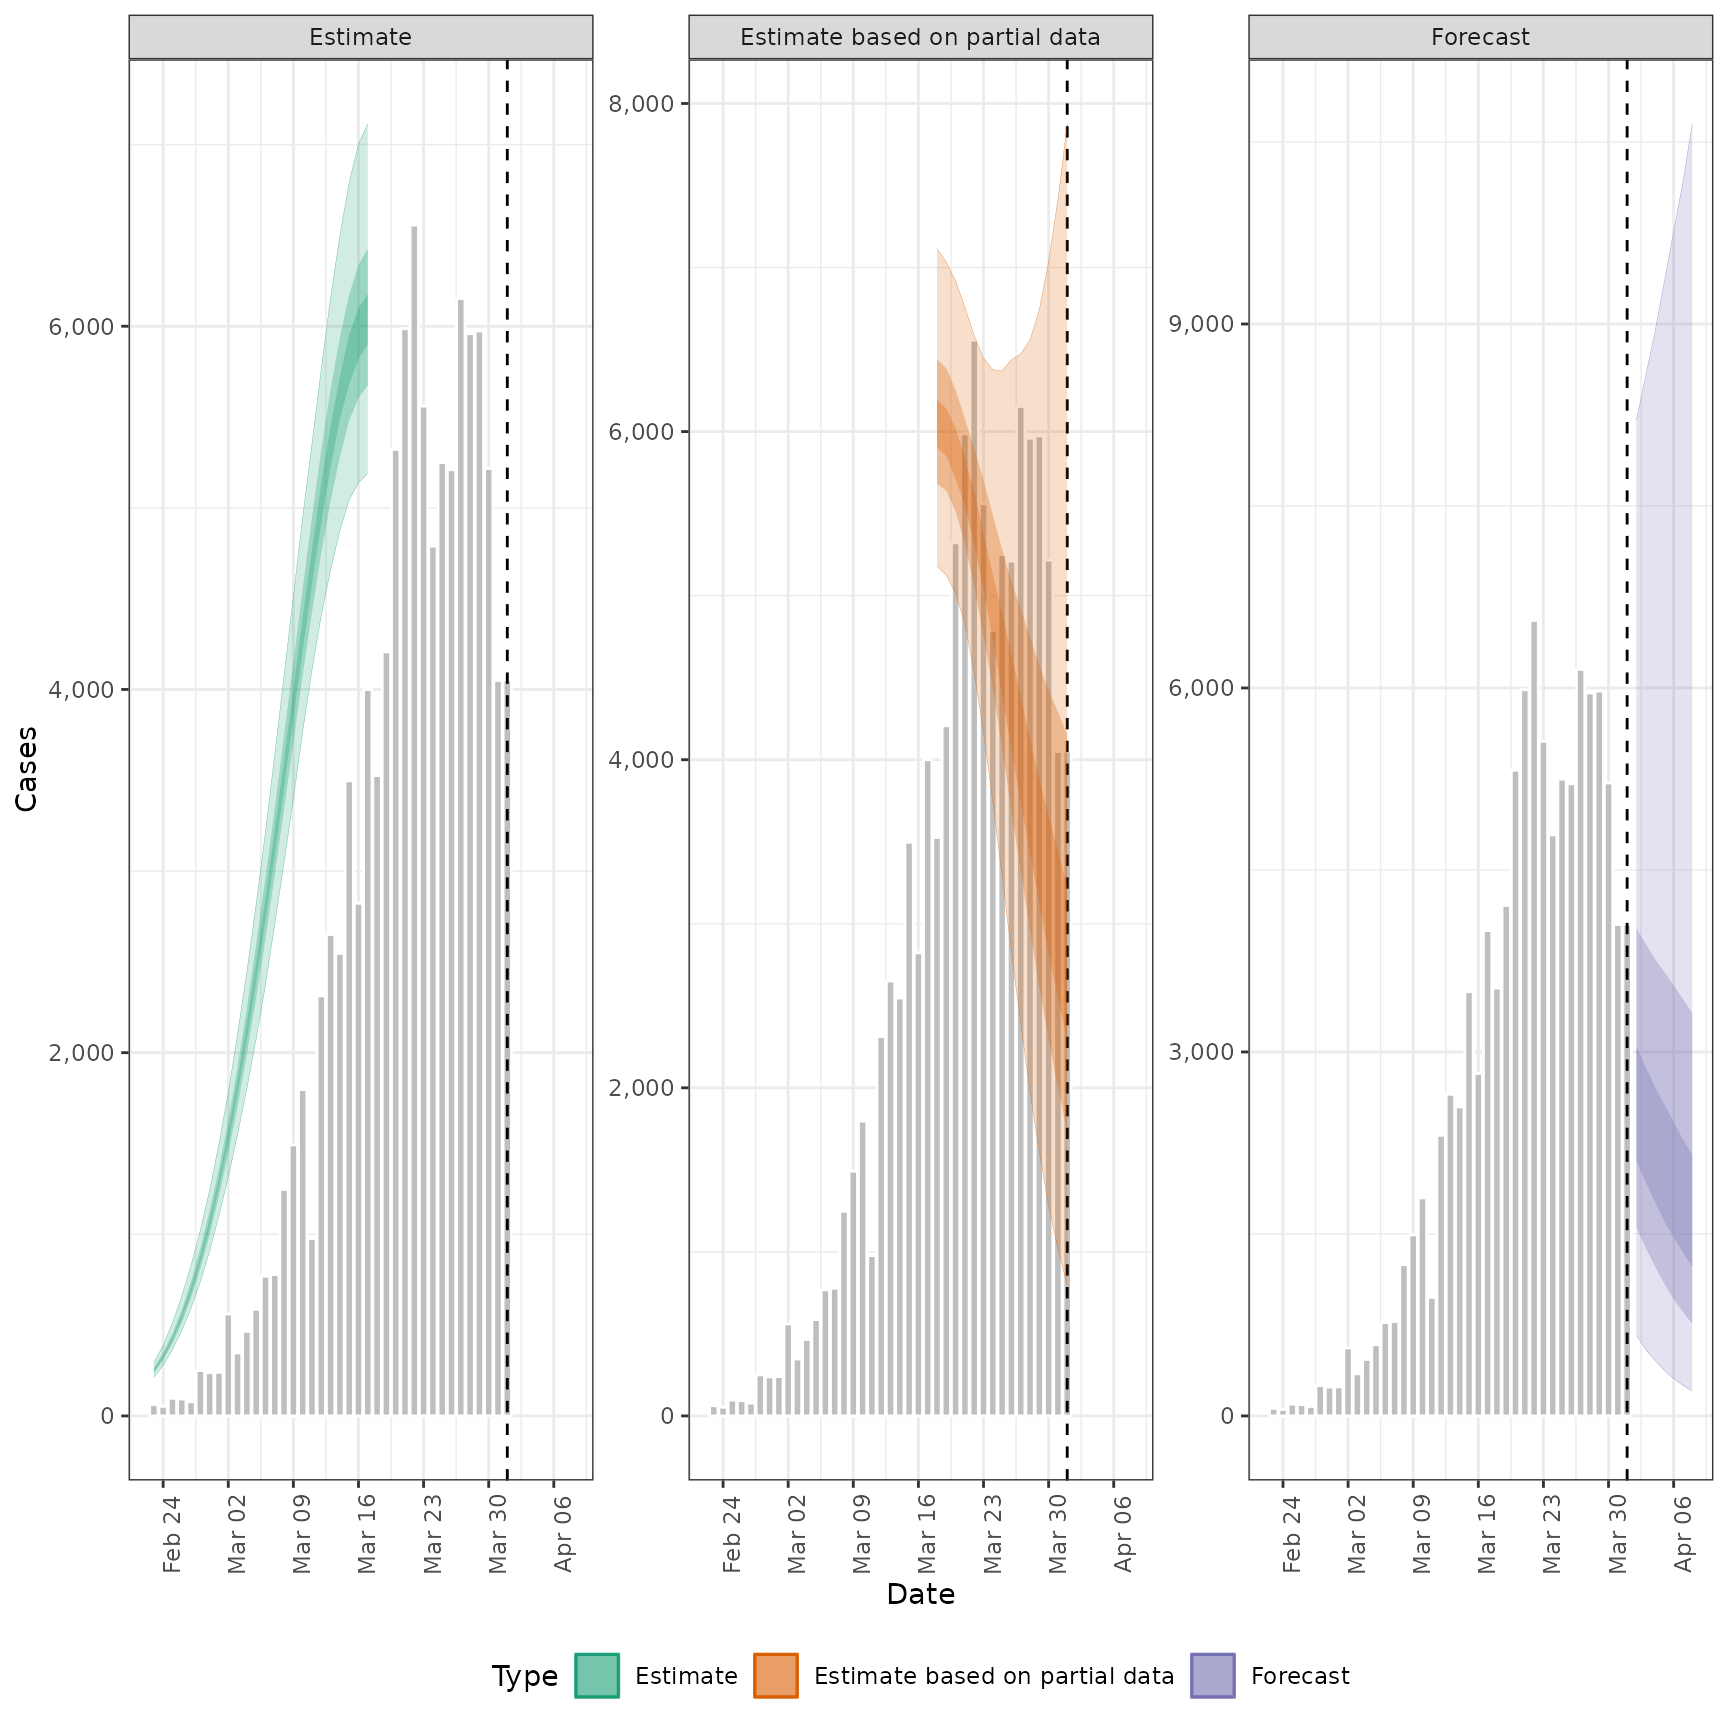 Estimate
Estimate based on partial data
Forecast
Cases
6,000
4,000
2,000
0
8,000
6,000
4,000
2,000
0
9,000
6,000
3,000
0
Feb 24
Mar 02
Mar 09
Mar 16
Mar 23
Mar 30
Apr 06
Feb 24
Mar 02
Mar 09
Mar 16
Mar 23
Mar 30
Apr 06
Feb 24
Mar 02
Mar 09
Mar 16
Mar 23
Mar 30
Apr 06
Date
Type Estimate Estimate based on partial data Forecast